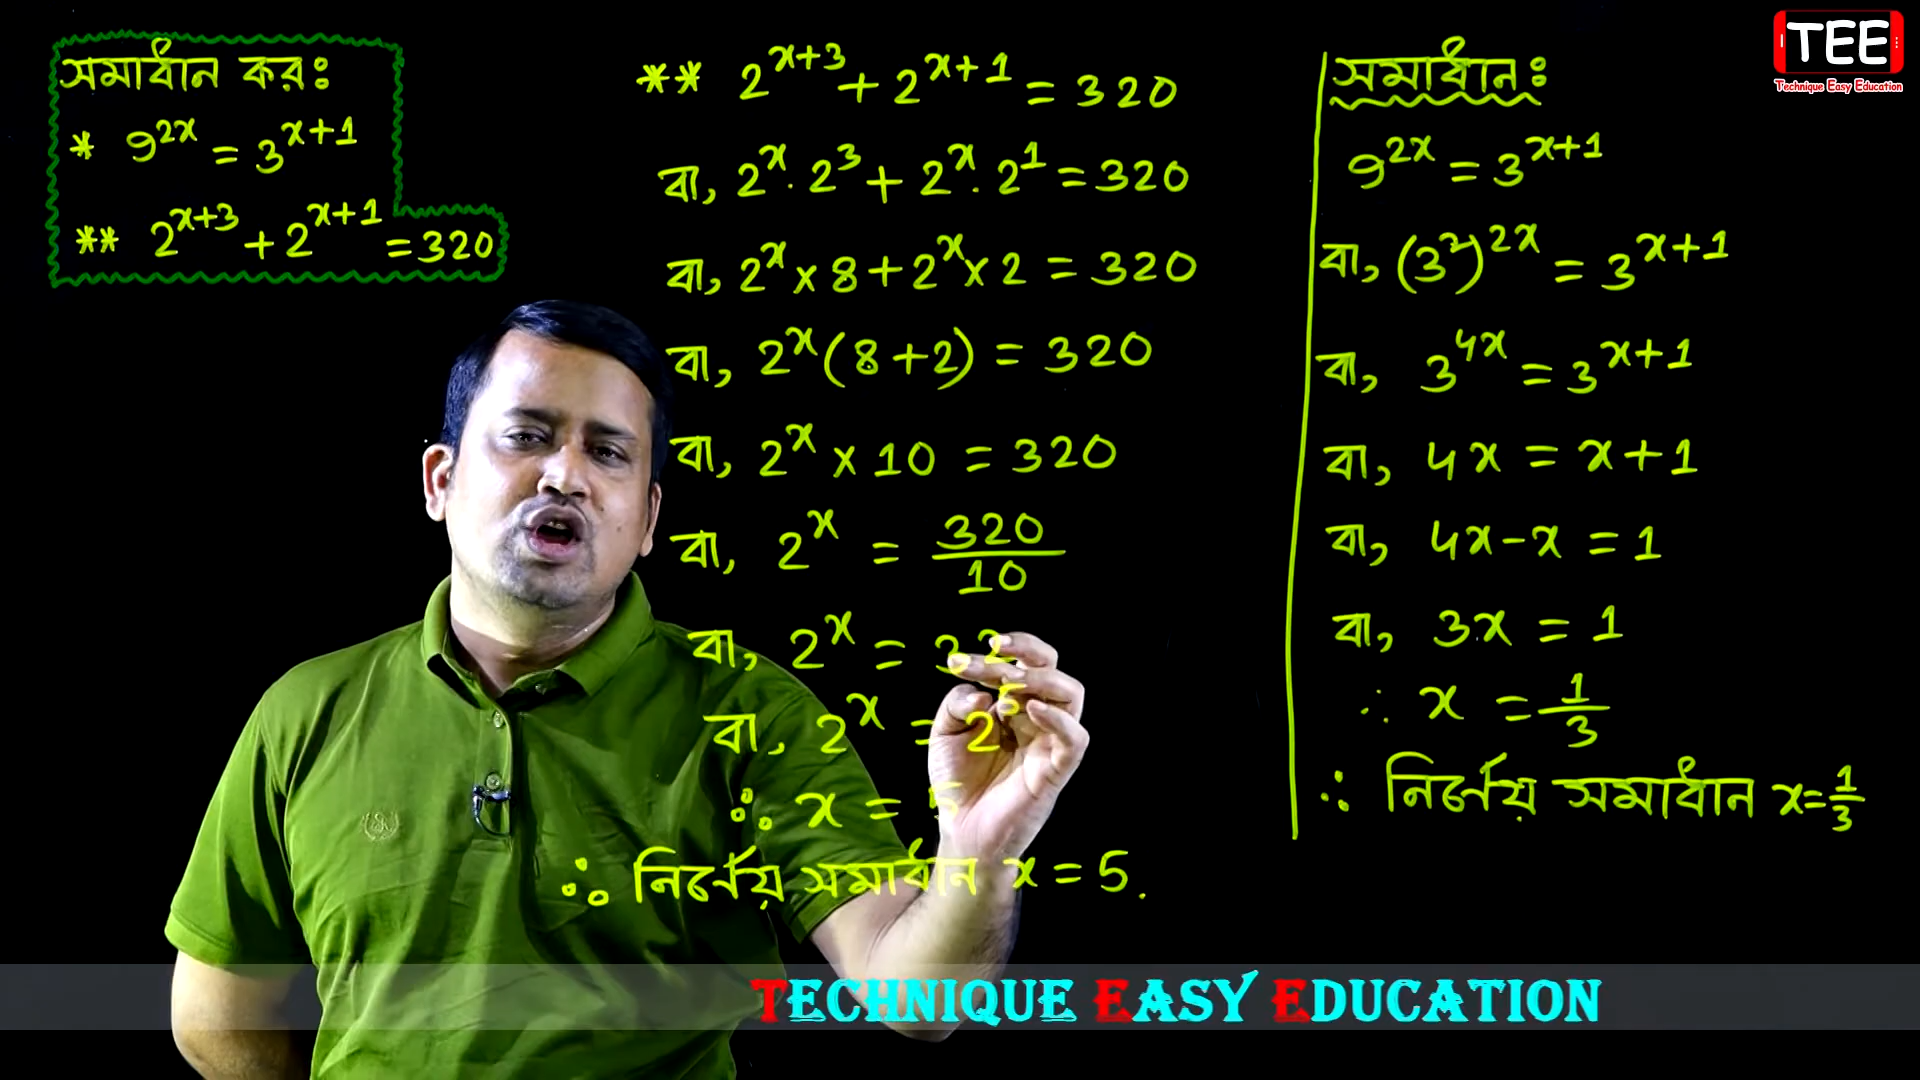 সমাধান করঃ
* 9^{2x} = 3^{x+1}
** 2^{x+3} + 2^{x+1} = 320
** 2^{x+3} + 2^{x+1} = 320
বা, 2^x . 2^3 + 2^x . 2^1 = 320
বা, 2^x × 8 + 2^x × 2 = 320
বা, 2^x (8 + 2) = 320
বা, 2^x × 10 = 320
বা, 2^x = 320/10
বা, 2^x = 32
বা, 2^x = 2^5
∴ x = 5
∴ নির্ণেয় সমাধান x = 5.
সমাধানঃ
9^{2x} = 3^{x+1}
বা, (3^2)^{2x} = 3^{x+1}
বা, 3^{4x} = 3^{x+1}
বা, 4x = x + 1
বা, 4x - x = 1
বা, 3x = 1
∴ x = 1/3
∴ নির্ণেয় সমাধান x = 1/3
TEE
Technique Easy Education
TECHNIQUE EASY EDUCATION